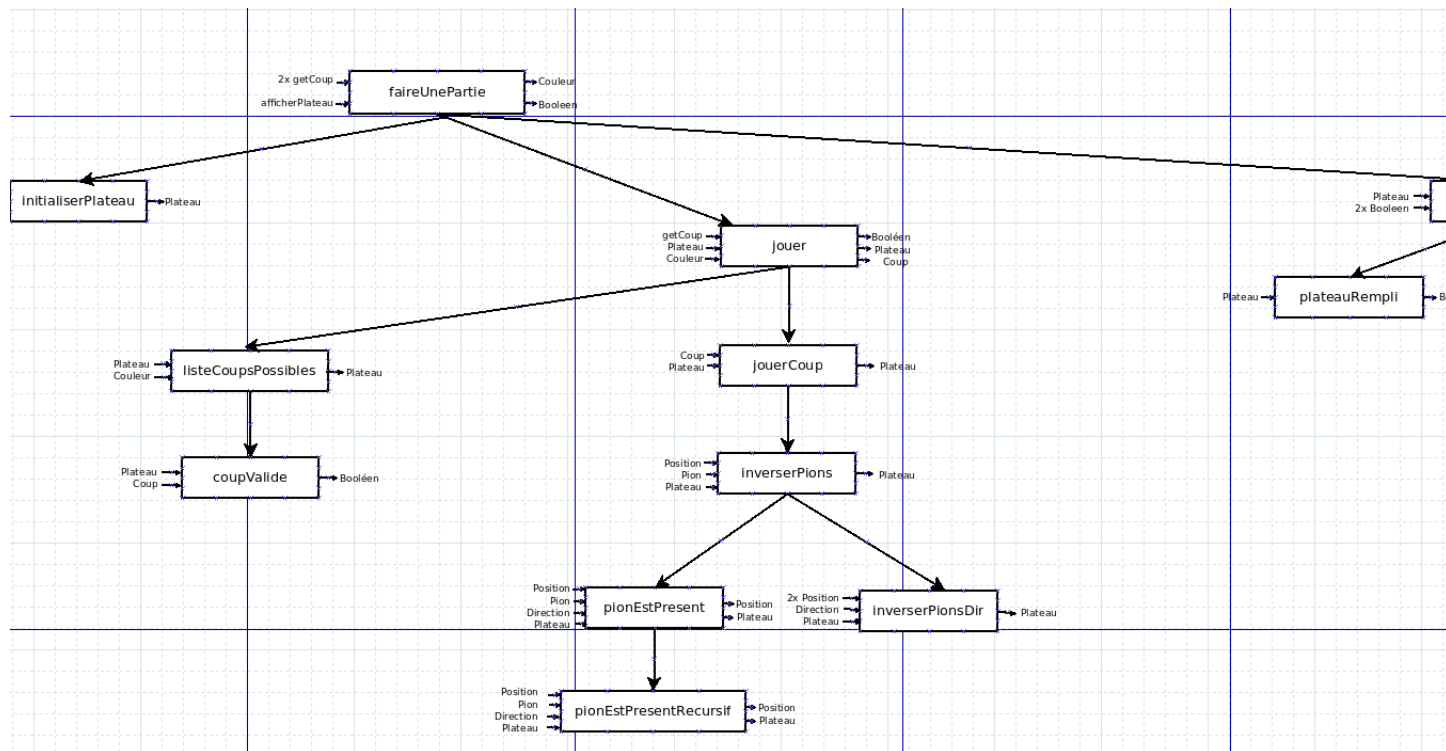 2x getCoup
afficherPlateau
faireUnePartie
Couleur
Booleen
initialiserPlateau
Plateau
Plateau
2x Booleen
getCoup
Plateau
Couleur
jouer
Booléen
Plateau
Coup
Plateau
plateauRempli
B
Plateau
Couleur
listeCoupsPossibles
Plateau
Coup
Plateau
jouerCoup
Plateau
Plateau
Coup
coupValide
Booléen
Position
Pion
Plateau
inverserPions
Plateau
Position
Pion
Direction
Plateau
pionEstPresent
Position
Plateau
2x Position
Direction
Plateau
inverserPionsDir
Plateau
Position
Pion
Direction
Plateau
pionEstPresentRecursif
Position
Plateau